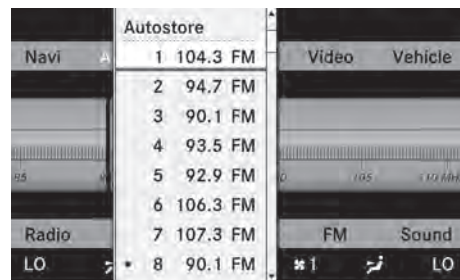 Autostore
Navi 1 104.3 FM Video Vehicle
2 94.7 FM
3 90.1 FM
4 93.5 FM
5 92.9 FM
105
6 106.3 FM
Radio 7 107.3 FM FM Sound
LO • 8 90.1 FM *1 LO